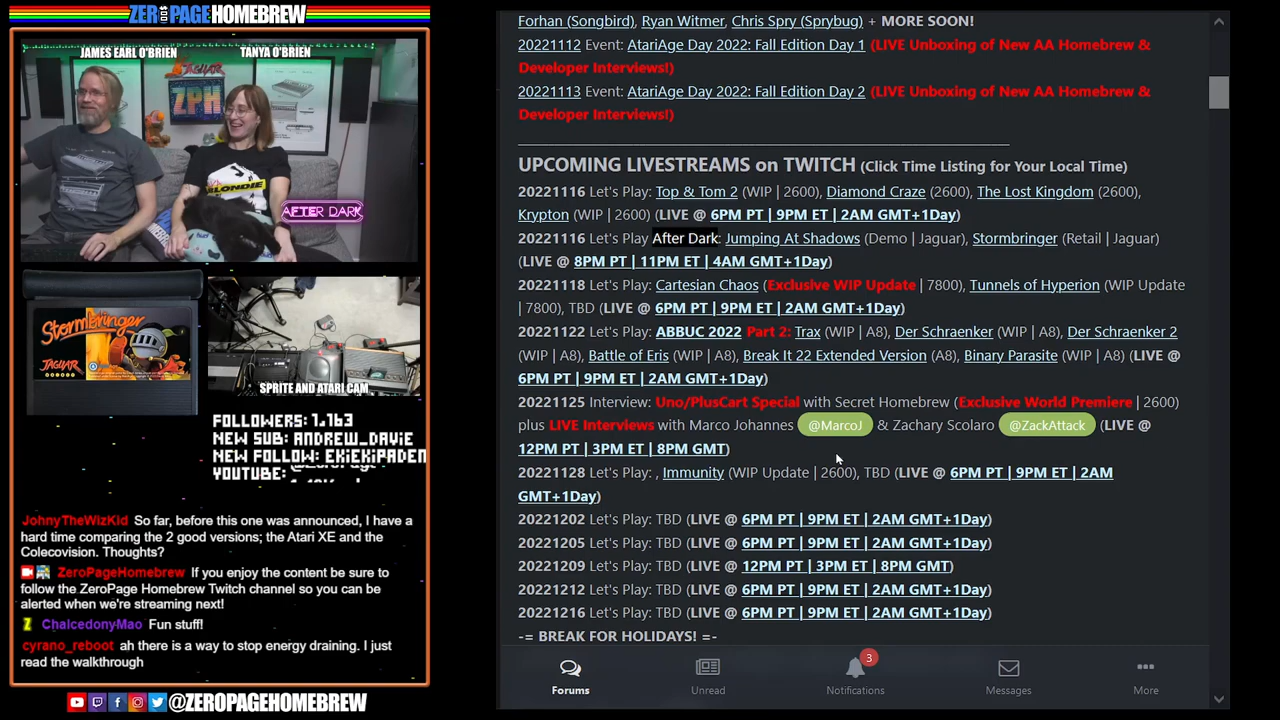 ZERO PAGE HOMEBREW
JAMES EARL O'BRIEN
TANYA O'BRIEN
JAGUAR
ZPH
BLONDIE
AFTER DARK
Stormbringer
JAGUAR
SPRITE AND ATARI CAM
FOLLOWERS: 1,163
NEW SUB: ANDREW_DAVIE
NEW FOLLOW: EKIEKIPADEN
YOUTUBE:
JohnyTheWizKid So far, before this one was announced, I have a
hard time comparing the 2 good versions; the Atari XE and the
Colecovision. Thoughts?
ZeroPageHomebrew If you enjoy the content be sure to
follow the ZeroPage Homebrew Twitch channel so you can be
alerted when we're streaming next!
ChalcedonyMao Fun stuff!
cyrano_reboot ah there is a way to stop energy draining. I just
read the walkthrough
@ZEROPAGEHOMEBREW
Forhan (Songbird), Ryan Witmer, Chris Spry (Sprybug) + MORE SOON!
20221112 Event: AtariAge Day 2022: Fall Edition Day 1 (LIVE Unboxing of New AA Homebrew &
Developer Interviews!)
20221113 Event: AtariAge Day 2022: Fall Edition Day 2 (LIVE Unboxing of New AA Homebrew &
Developer Interviews!)
UPCOMING LIVESTREAMS on TWITCH (Click Time Listing for Your Local Time)
20221116 Let's Play: Top & Tom 2 (WIP | 2600), Diamond Craze (2600), The Lost Kingdom (2600),
Krypton (WIP | 2600) (LIVE @ 6PM PT | 9PM ET | 2AM GMT+1Day)
20221116 Let's Play After Dark: Jumping At Shadows (Demo | Jaguar), Stormbringer (Retail | Jaguar)
(LIVE @ 8PM PT | 11PM ET | 4AM GMT+1Day)
20221118 Let's Play: Cartesian Chaos (Exclusive WIP Update | 7800), Tunnels of Hyperion (WIP Update
| 7800), TBD (LIVE @ 6PM PT | 9PM ET | 2AM GMT+1Day)
20221122 Let's Play: ABBUC 2022 Part 2: Trax (WIP | A8), Der Schraenker (WIP | A8), Der Schraenker 2
(WIP | A8), Battle of Eris (WIP | A8), Break It 22 Extended Version (A8), Binary Parasite (WIP | A8) (LIVE @
6PM PT | 9PM ET | 2AM GMT+1Day)
20221125 Interview: Uno/PlusCart Special with Secret Homebrew (Exclusive World Premiere | 2600)
plus LIVE Interviews with Marco Johannes @MarcoJ & Zachary Scolaro @ZackAttack (LIVE @
12PM PT | 3PM ET | 8PM GMT)
20221128 Let's Play: , Immunity (WIP Update | 2600), TBD (LIVE @ 6PM PT | 9PM ET | 2AM
GMT+1Day)
20221202 Let's Play: TBD (LIVE @ 6PM PT | 9PM ET | 2AM GMT+1Day)
20221205 Let's Play: TBD (LIVE @ 6PM PT | 9PM ET | 2AM GMT+1Day)
20221209 Let's Play: TBD (LIVE @ 12PM PT | 3PM ET | 8PM GMT)
20221212 Let's Play: TBD (LIVE @ 6PM PT | 9PM ET | 2AM GMT+1Day)
20221216 Let's Play: TBD (LIVE @ 6PM PT | 9PM ET | 2AM GMT+1Day)
-= BREAK FOR HOLIDAYS! =-
3
Forums
Unread
Notifications
Messages
More